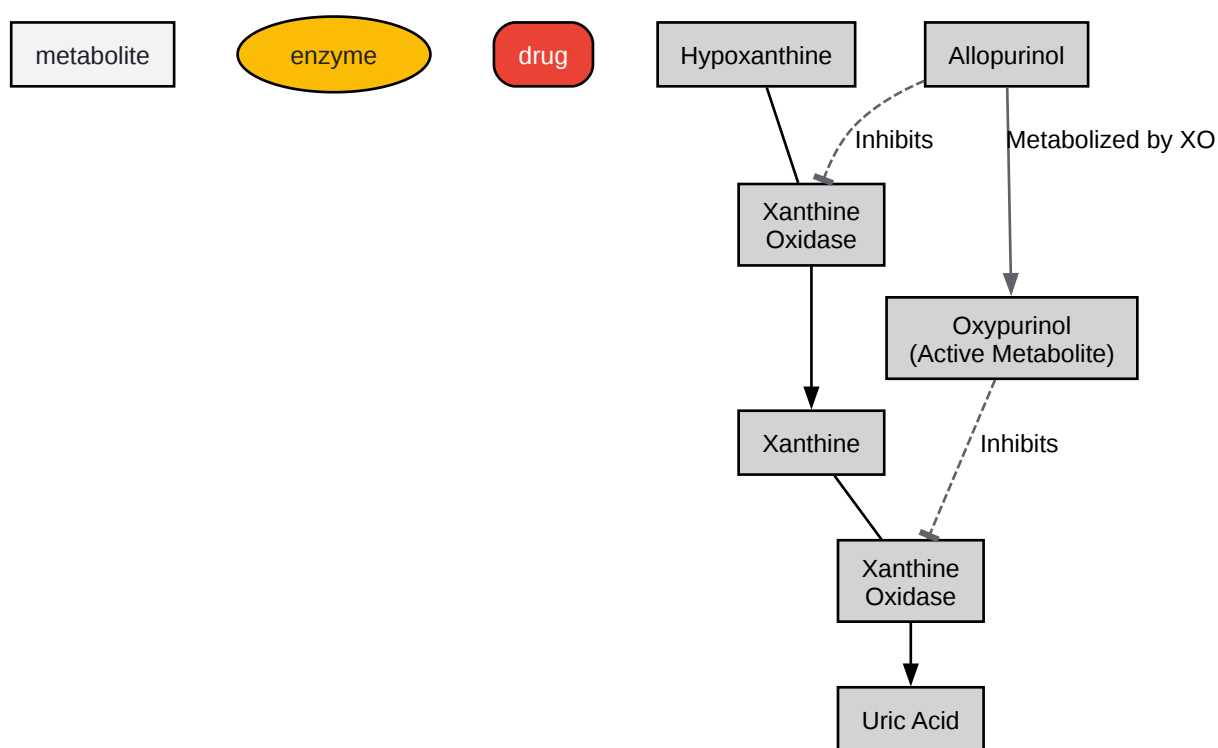 metabolite
enzyme
drug
Hypoxanthine
Allopurinol
Inhibits
Metabolized by XO
Xanthine
Oxidase
Oxypurinol
(Active Metabolite)
Xanthine
Inhibits
Xanthine
Oxidase
Uric Acid